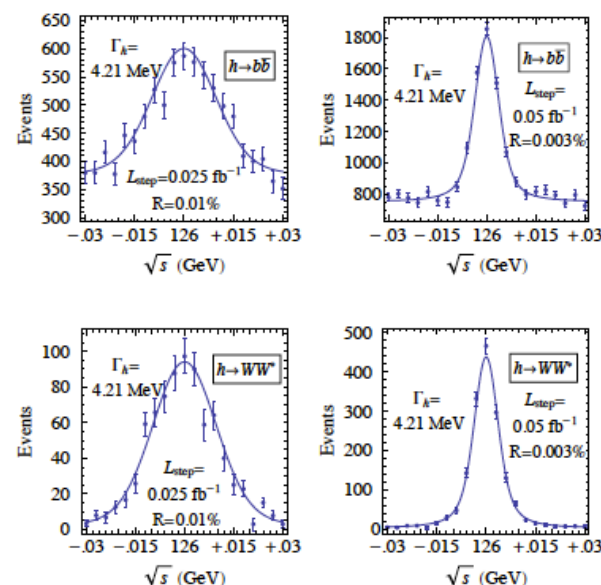 650
600
550
500
450
400
350
300
Events
Γₕ=
4.21 MeV
h→bb̄
Lstep=0.025 fb⁻¹
R=0.01%
−.03 −.015 126 +.015 +.03
√s (GeV)
1800
1600
1400
1200
1000
800
Events
Γₕ=
4.21 MeV
h→bb̄
Lstep=
0.05 fb⁻¹
R=0.003%
−.03 −.015 126 +.015 +.03
√s (GeV)
100
80
60
40
20
0
Events
Γₕ=
4.21 MeV
h→WW*
Lstep=
0.025 fb⁻¹
R=0.01%
−.03 −.015 126 +.015 +.03
√s (GeV)
500
400
300
200
100
0
Events
Γₕ=
4.21 MeV
h→WW*
Lstep=
0.05 fb⁻¹
R=0.003%
−.03 −.015 126 +.015 +.03
√s (GeV)